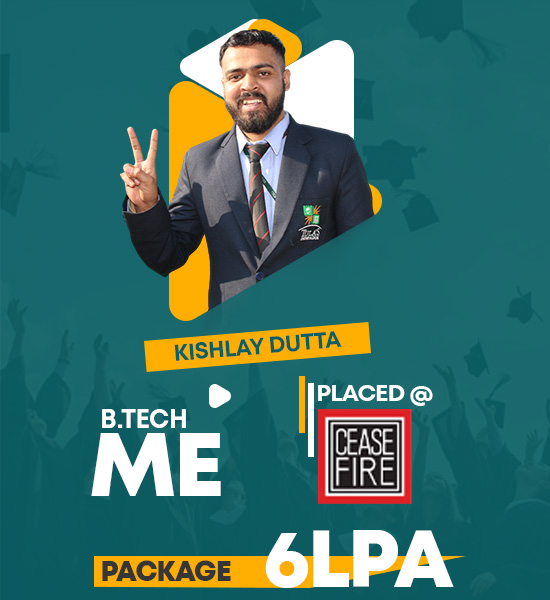 KISHLAY DUTTA
B.TECH
ME
PLACED @
CEASE
FIRE
PACKAGE 6LPA